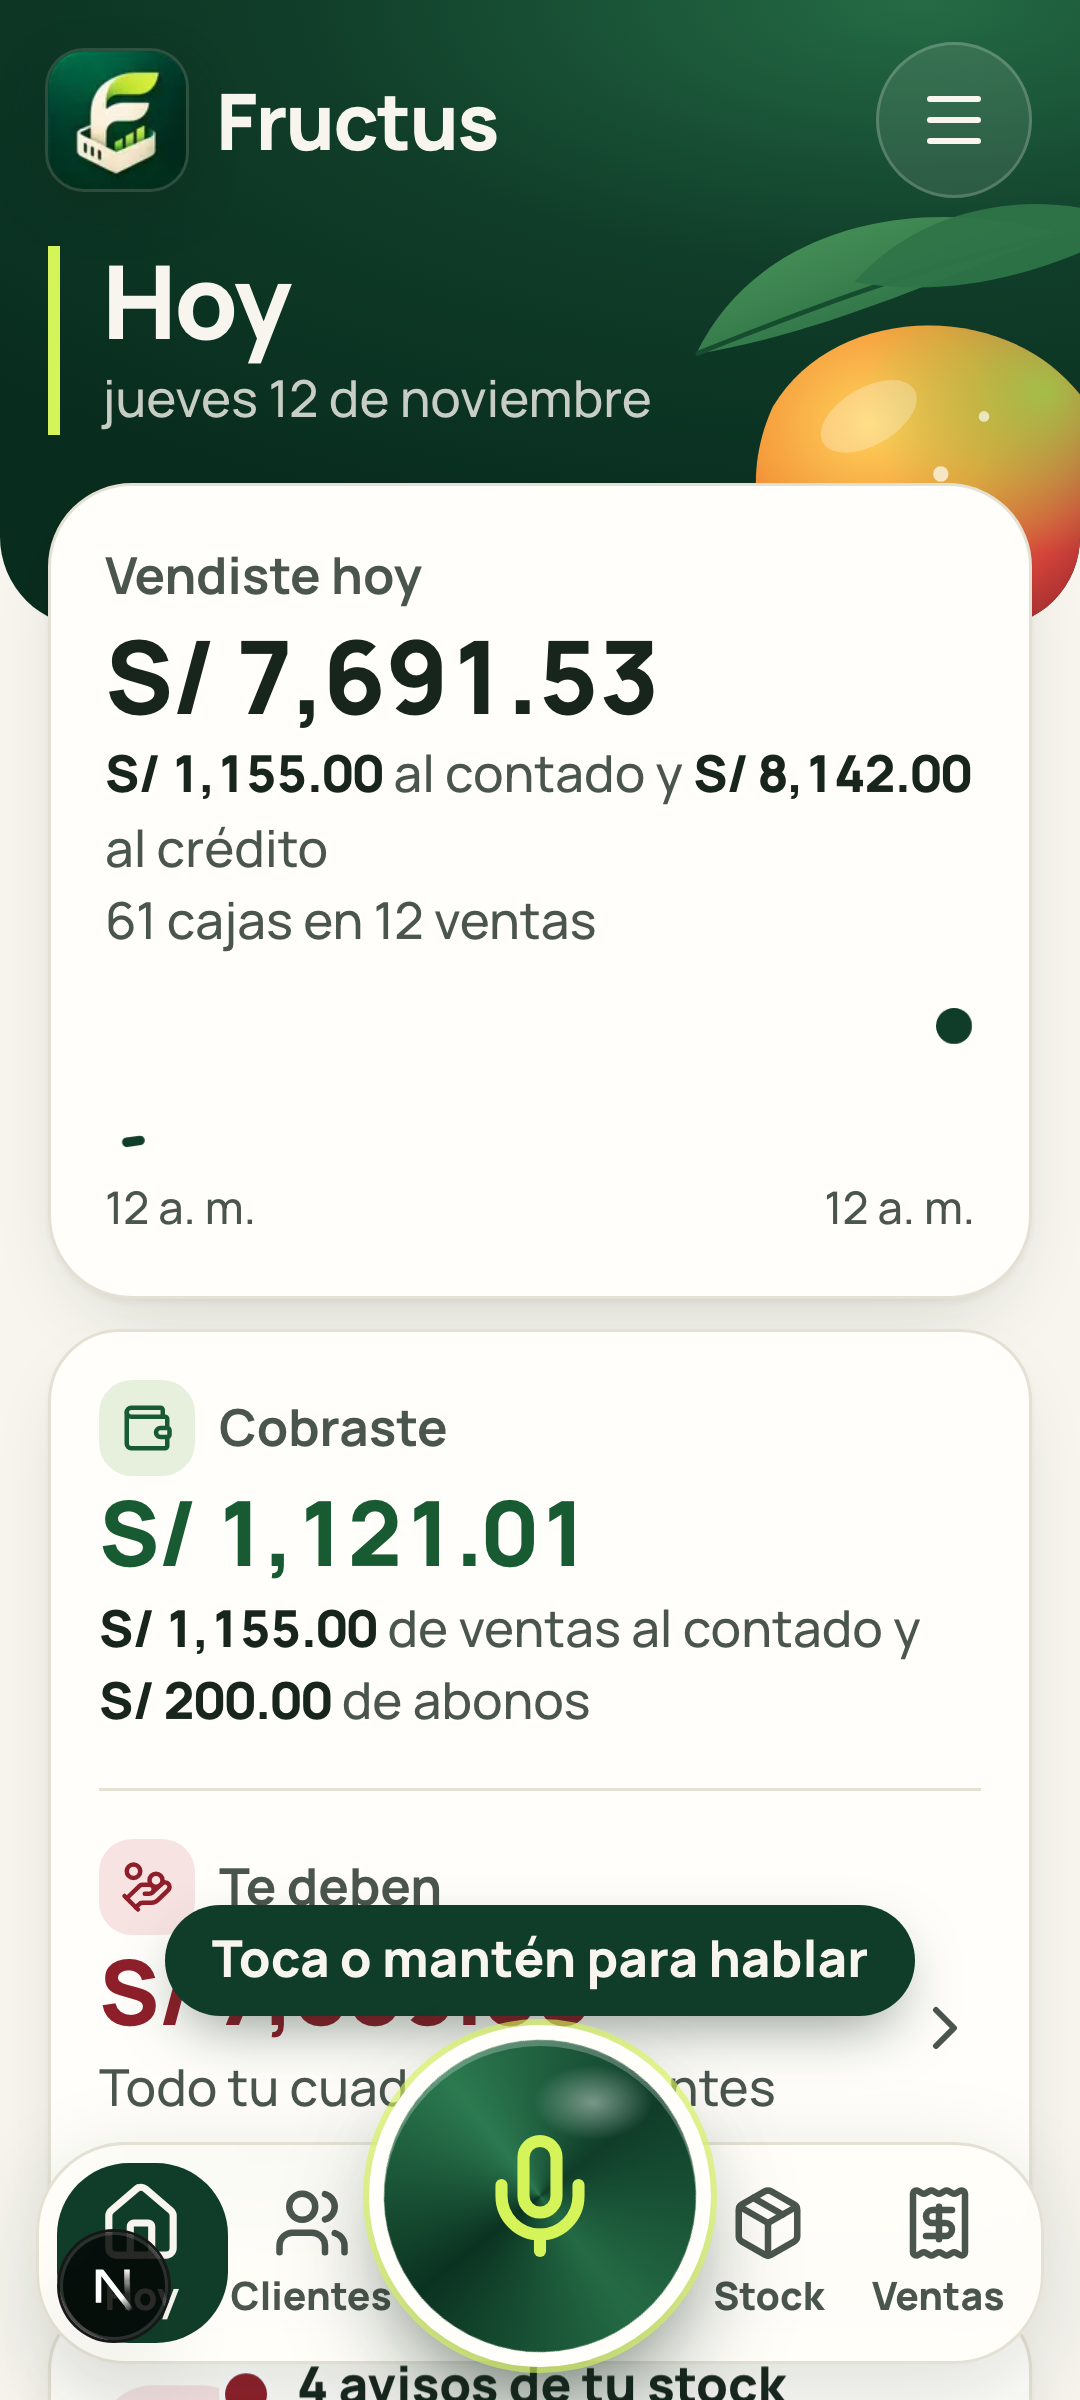 Fructus
Hoy
jueves 12 de noviembre
Vendiste hoy
S/ 7,691.53
S/ 1,155.00 al contado y S/ 8,142.00
al crédito
61 cajas en 12 ventas
12 a. m.
12 a. m.
Cobraste
S/ 1,121.01
S/ 1,155.00 de ventas al contado y
S/ 200.00 de abonos
Te deben
Toca o mantén para hablar
S/
Todo tu
N
Hoy
Clientes
Stock
Ventas
4 avisos de tu stock